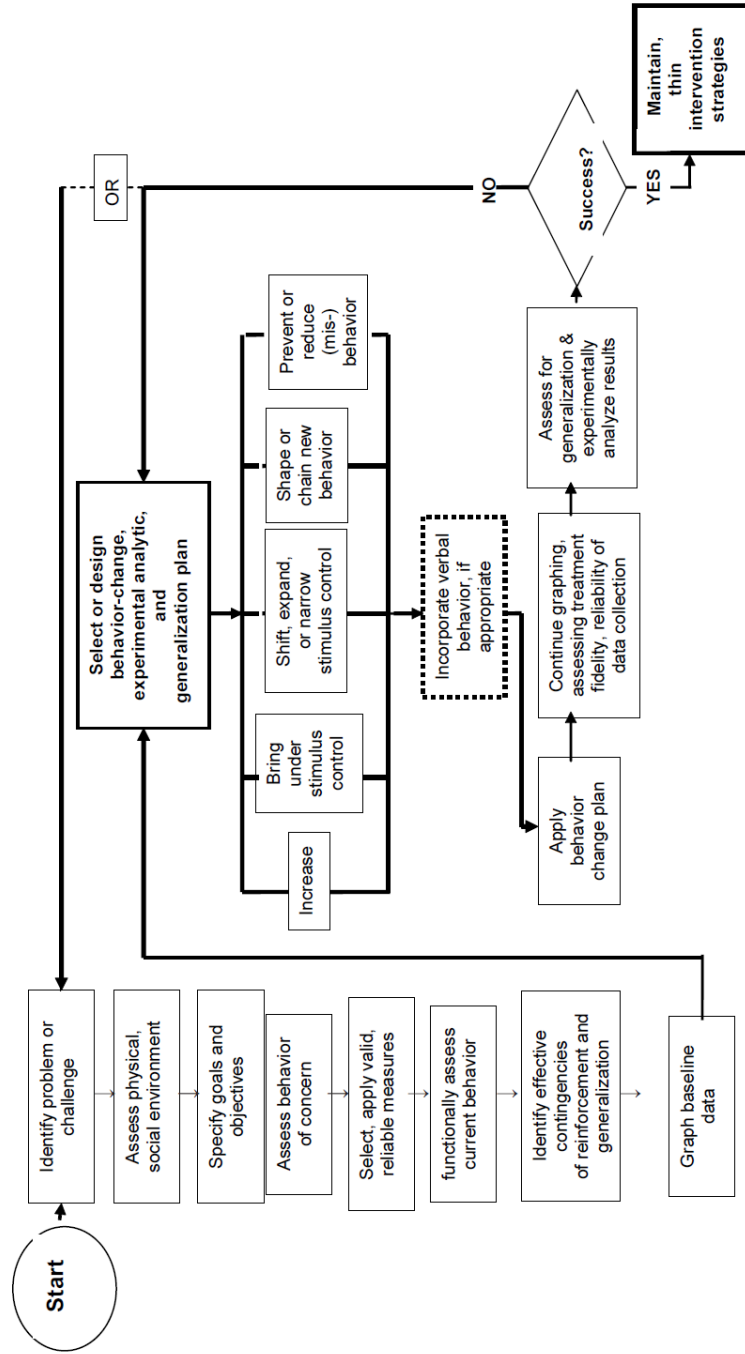 Start
Identify problem or
challenge
Assess physical,
social environment
Specify goals and
objectives
Assess behavior
of concern
Select, apply valid,
reliable measures
functionally assess
current behavior
Identify effective
contingencies
of reinforcement and
generalization
Graph baseline
data
Select or design
behavior-change,
experimental analytic,
and
generalization plan
Increase
Bring
under
stimulus
control
Shift, expand,
or narrow
stimulus control
Shape or
chain new
behavior
Prevent or
reduce
(mis-)
behavior
Incorporate verbal
behavior, if
appropriate
Apply
behavior
change plan
Continue graphing,
assessing treatment
fidelity, reliability of
data collection
Assess for
generalization &
experimentally
analyze results
Success?
NO
OR
YES
Maintain,
thin
intervention
strategies